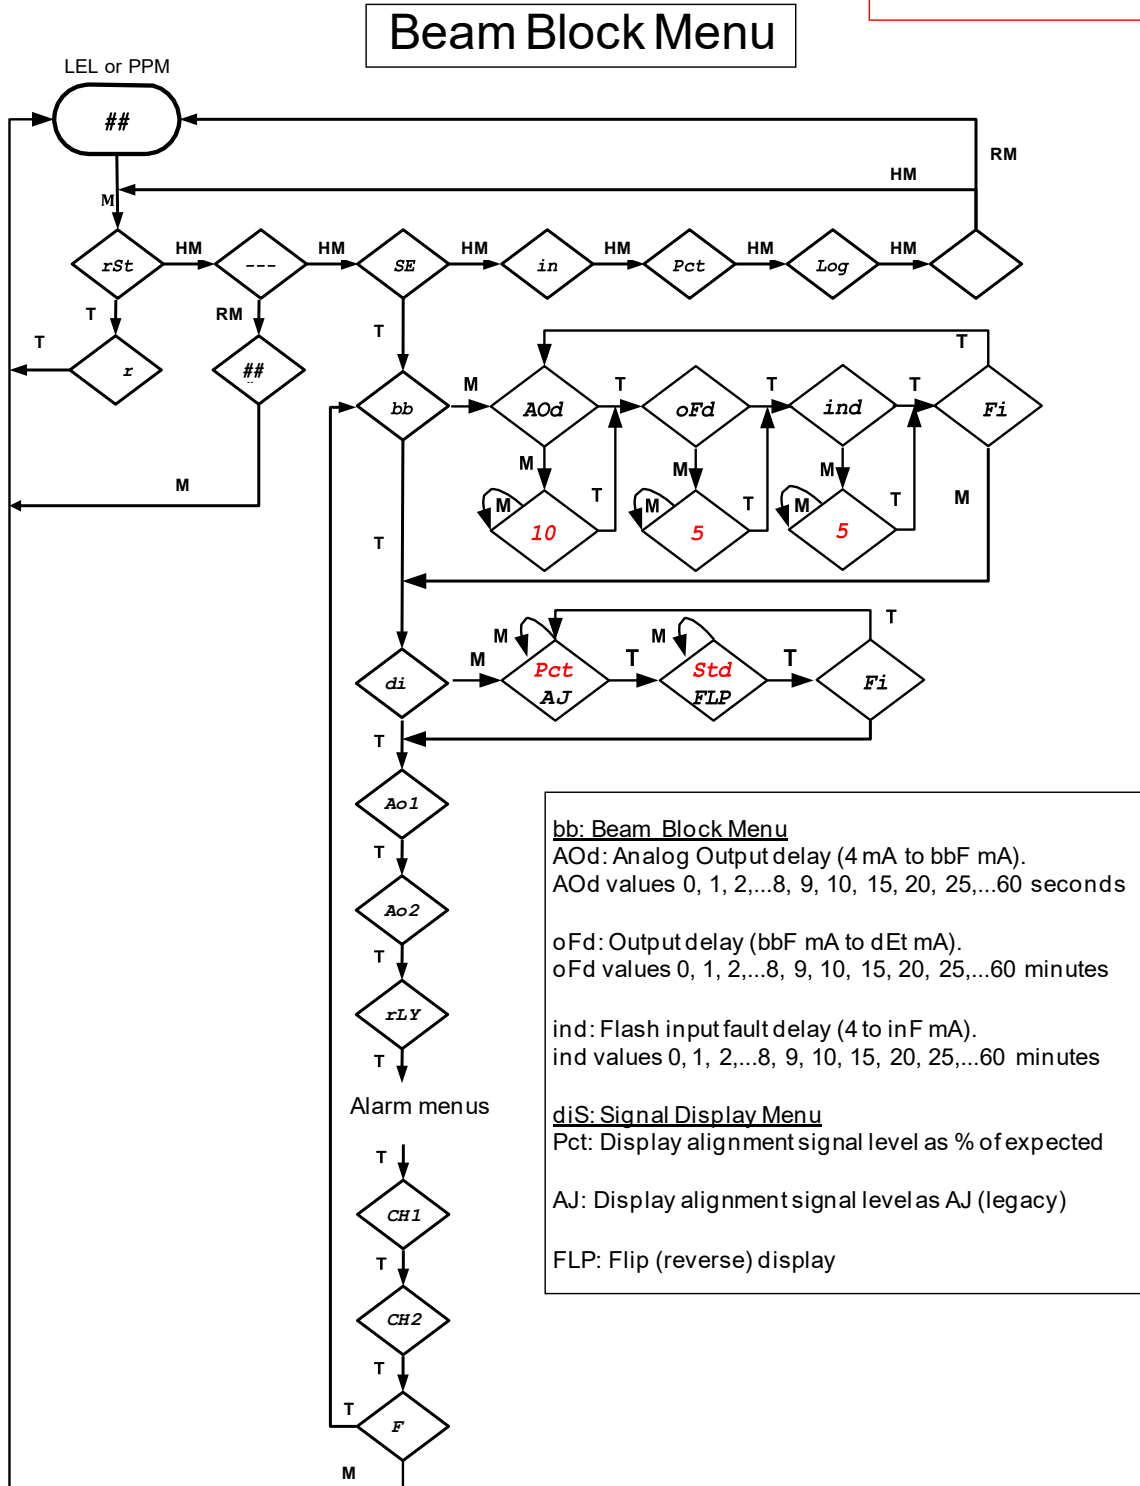 Beam Block Menu
LEL or PPM
##
RM
HM
M
rSt
HM
---
HM
SE
HM
in
HM
Pct
HM
Log
HM
T
RM
T
T
r
##
T
bb
M
AOd
T
oFd
T
ind
T
Fi
M
M
M
M
M
10
T
M
5
T
M
5
T
M
T
di
M
M
Pct
AJ
T
M
Std
FLP
T
Fi
T
T
Ao1
T
Ao2
T
rLY
T
Alarm menus
T
CH1
T
CH2
T
F
T
M
bb: Beam Block Menu
AOd: Analog Output delay (4 mA to bbF mA).
AOd values 0, 1, 2,...8, 9, 10, 15, 20, 25,...60 seconds
oFd: Output delay (bbF mA to dEt mA).
oFd values 0, 1, 2,...8, 9, 10, 15, 20, 25,...60 minutes
ind: Flash input fault delay (4 to inF mA).
ind values 0, 1, 2,...8, 9, 10, 15, 20, 25,...60 minutes
diS: Signal Display Menu
Pct: Display alignment signal level as % of expected
AJ: Display alignment signal level as AJ (legacy)
FLP: Flip (reverse) display